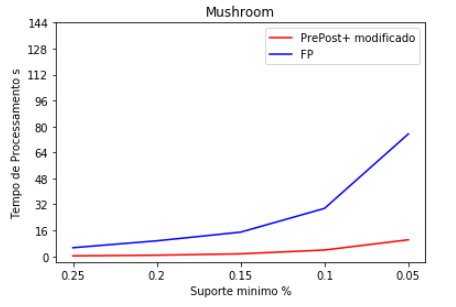 Mushroom
144
128
112
96
80
64
48
32
16
0
Tempo de Processamento s
PrePost+ modificado
FP
0.25 0.2 0.15 0.1 0.05
Suporte minimo %